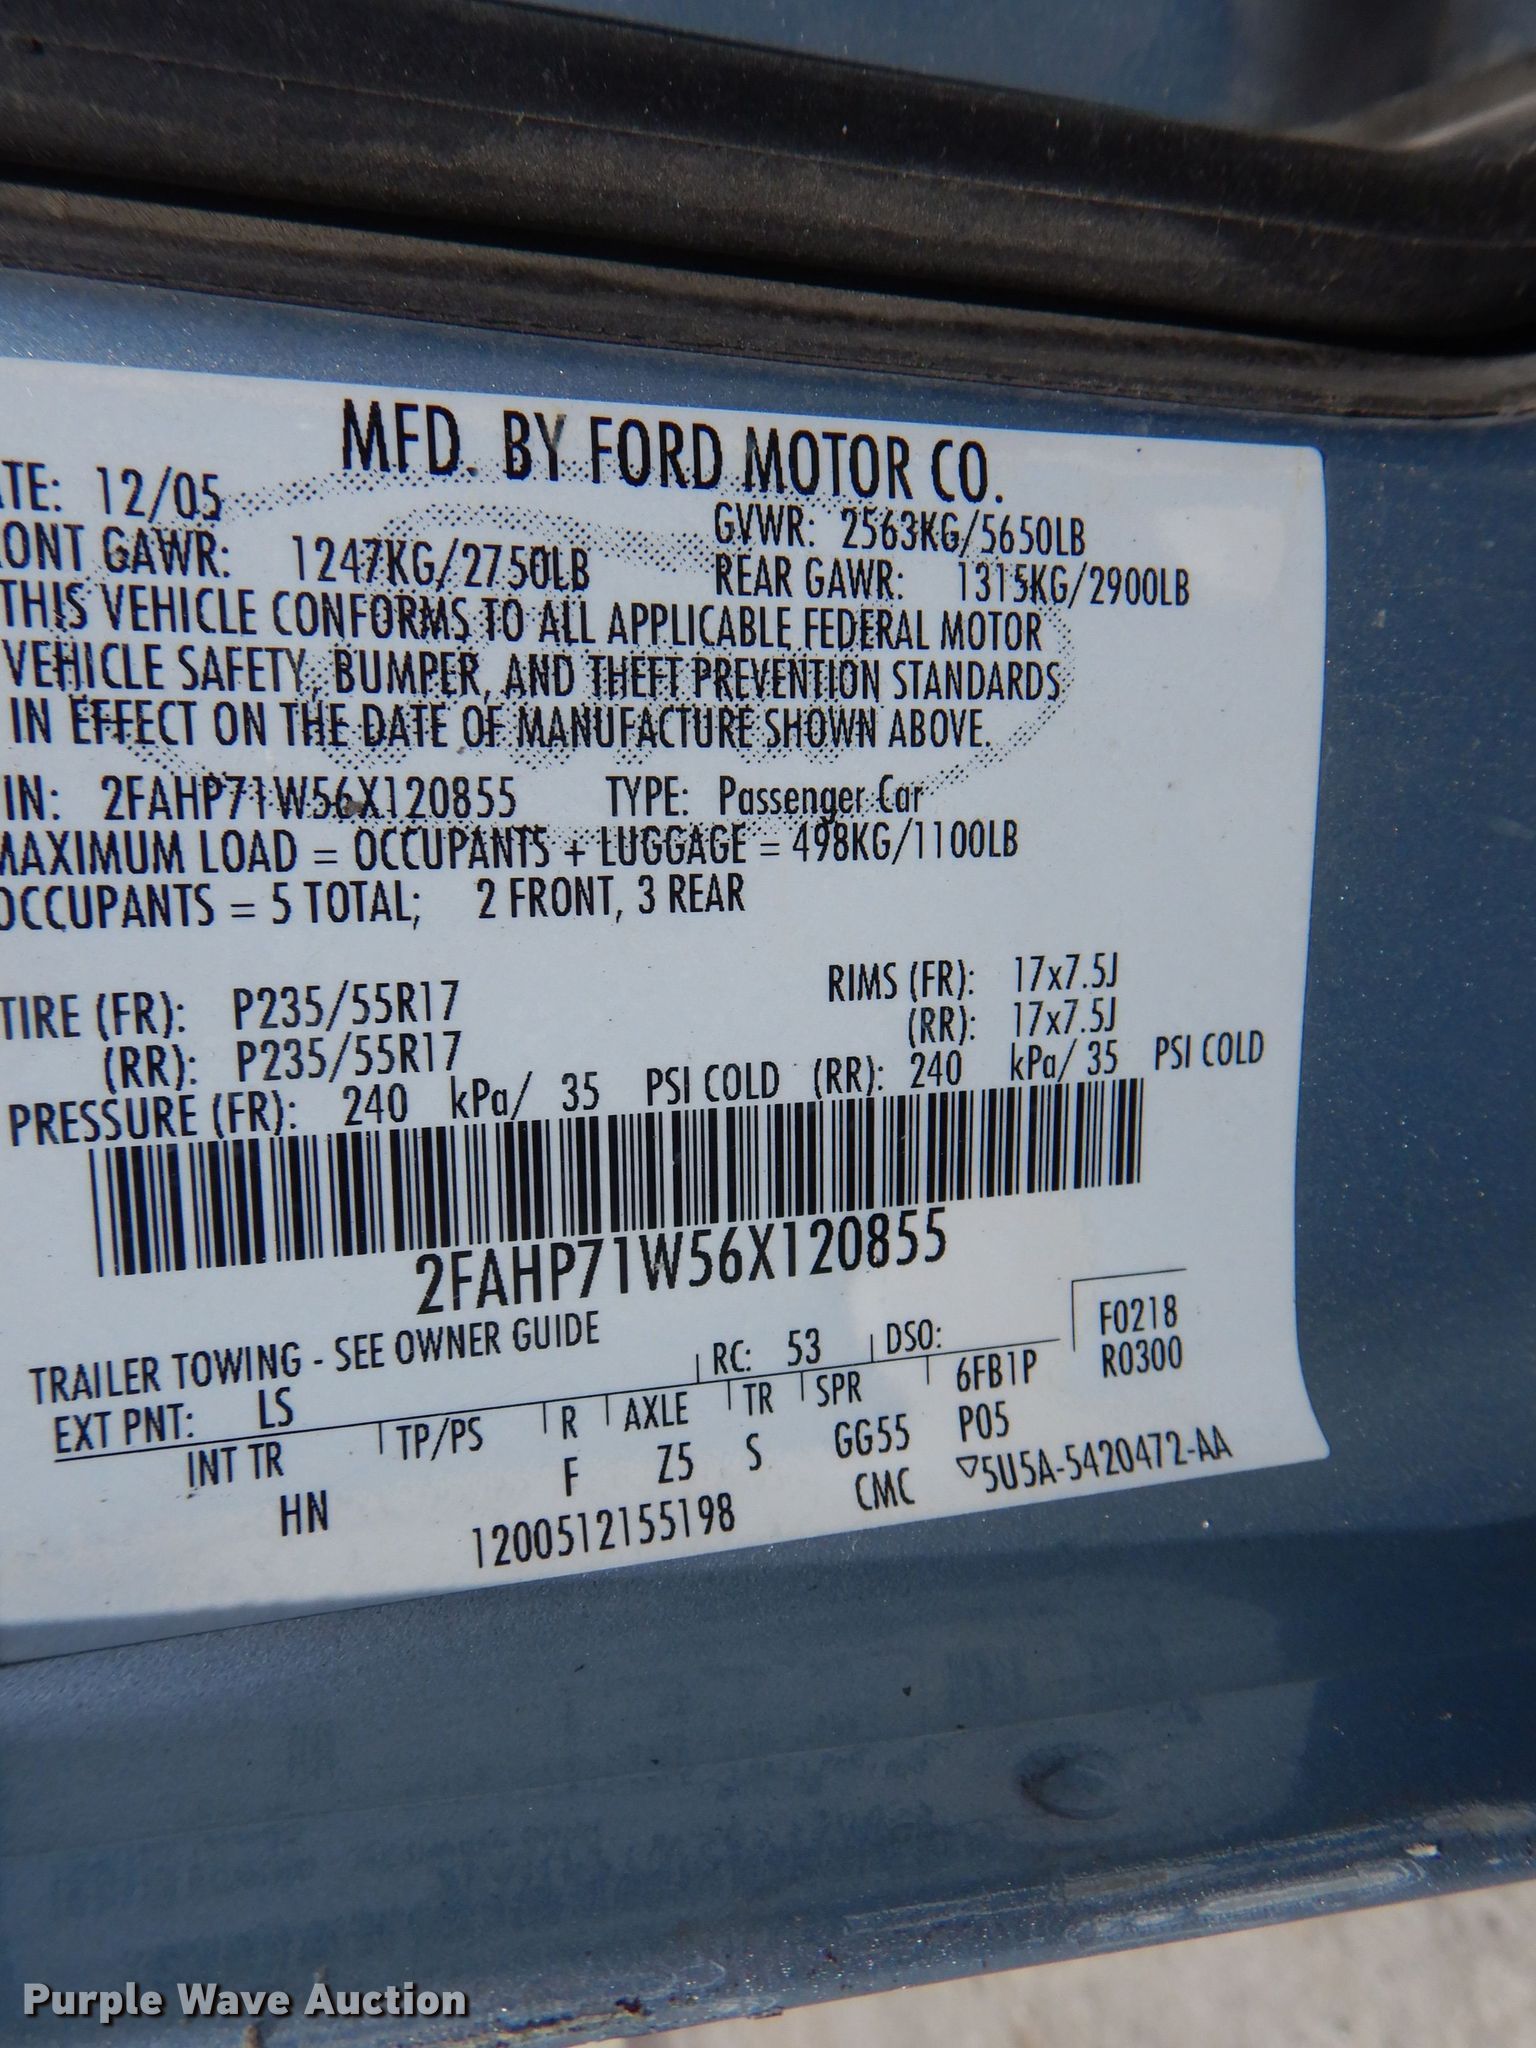 MFD. BY FORD MOTOR CO.
ATE: 12/05 GVWR: 2563KG/5650LB
RONT GAWR: 1247KG/2750LB REAR GAWR: 1315KG/2900LB
THIS VEHICLE CONFORMS TO ALL APPLICABLE FEDERAL MOTOR
VEHICLE SAFETY, BUMPER, AND THEFT PREVENTION STANDARDS
IN EFFECT ON THE DATE OF MANUFACTURE SHOWN ABOVE.
IN: 2FAHP71W56X120855 TYPE: Passenger Car
MAXIMUM LOAD = OCCUPANTS + LUGGAGE = 498KG/1100LB
OCCUPANTS = 5 TOTAL; 2 FRONT, 3 REAR
TIRE (FR): P235/55R17 RIMS (FR): 17x7.5J
(RR): P235/55R17 (RR): 17x7.5J
PRESSURE (FR): 240 kPa/ 35 PSI COLD (RR): 240 kPa/ 35 PSI COLD
2FAHP71W56X120855
TRAILER TOWING - SEE OWNER GUIDE
EXT PNT: LS RC: 53 DSO: F0218
INT TR TP/PS R AXLE TR SPR 6FB1P R0300
HN F Z5 S GG55 P05
1200512155198 CMC ▽5U5A-5420472-AA
Purple Wave Auction